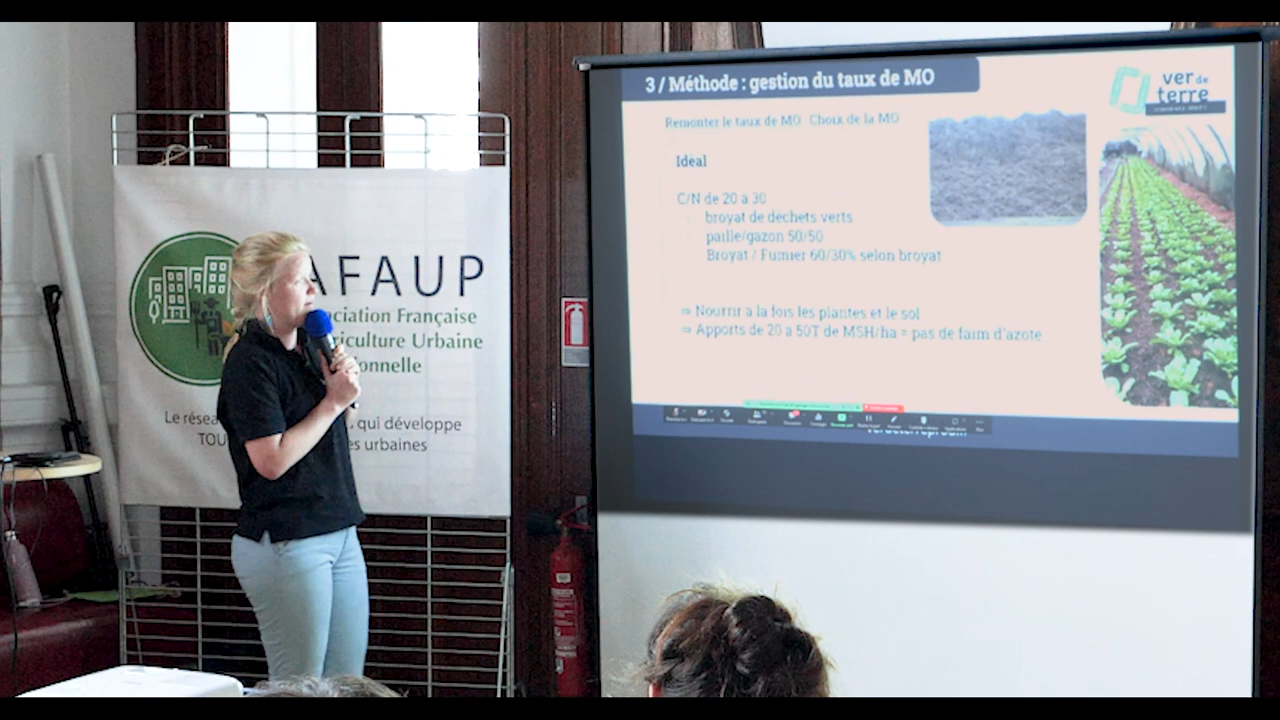 AFAUP
ciation Française
riculture Urbaine
onnelle
Le résea
, qui développe
TOU
es urbaines
3 / Méthode : gestion du taux de MO
ver de
terre
Remonter le taux de MO. Choix de la MO
Ideal
C/N de 20 a 30
broyat de dechets verts
paille/gazon 50/50
Broyat / Fumier 60/30% selon broyat
⇒ Nourrir a la fois les plantes et le sol
⇒ Apports de 20 a 50T de MSH/ha = pas de faim d'azote